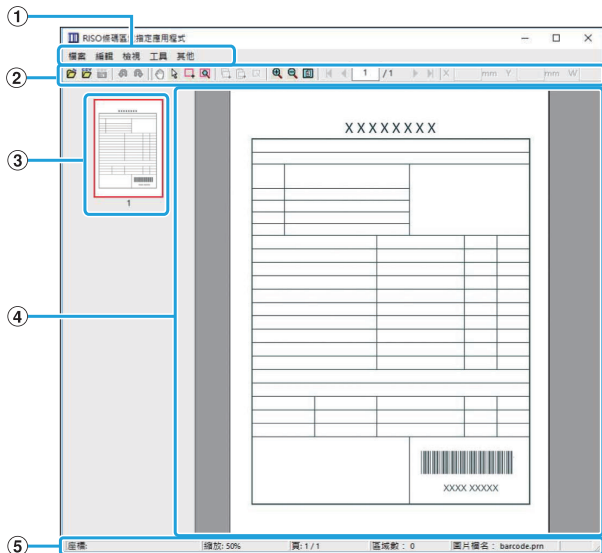 ①
RISO條碼區域指定應用程式
檔案 編輯 檢視 工具 其他
②
1 / 1 X mm Y mm W
③
1
XXXXXXXX
④
XXXX XXXXX
⑤
座標: 縮放: 50% 頁: 1 / 1 區域數： 0 圖片檔名： barcode.prn